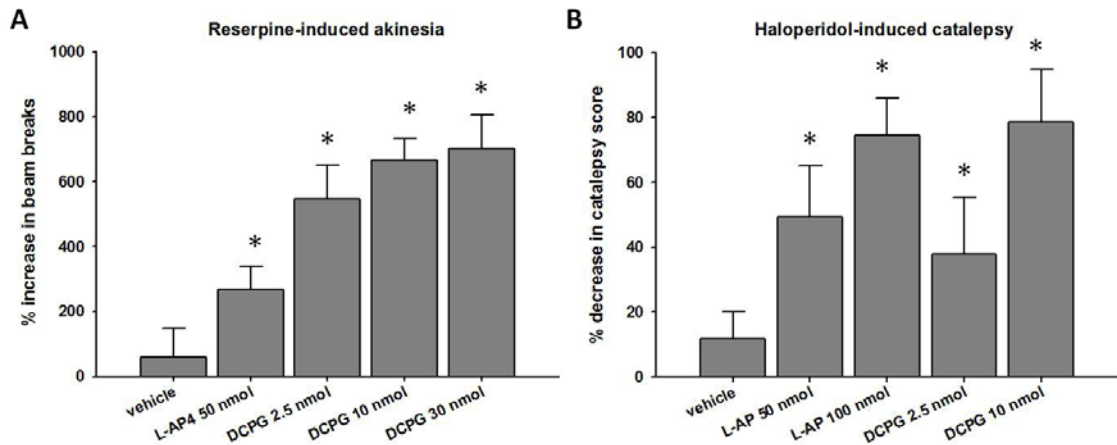 A
Reserpine-induced akinesia
% increase in beam breaks
1000
800
600
400
200
0
vehicle
L-AP4 50 nmol
DCPG 2.5 nmol
DCPG 10 nmol
DCPG 30 nmol
*
*
*
*
B
Haloperidol-induced catalepsy
% decrease in catalepsy score
100
80
60
40
20
0
vehicle
L-AP 50 nmol
L-AP 100 nmol
DCPG 2.5 nmol
DCPG 10 nmol
*
*
*
*